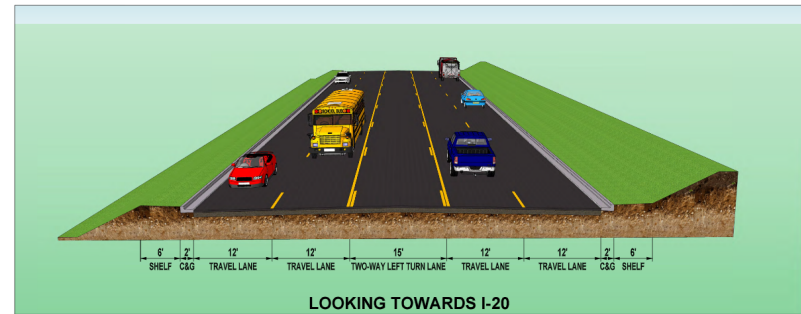 SCHOOL BUS
6' 2' 12' 12' 15' 12' 12' 2' 6'
SHELF C&G TRAVEL LANE TRAVEL LANE TWO-WAY LEFT TURN LANE TRAVEL LANE TRAVEL LANE C&G SHELF
LOOKING TOWARDS I-20